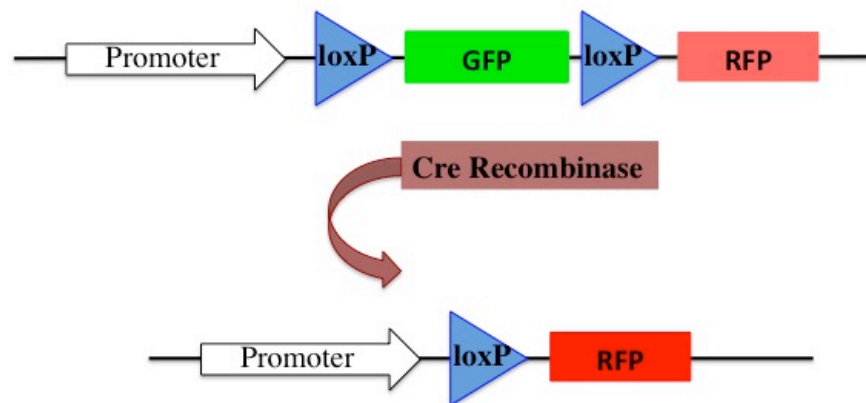 Promoter loxP GFP loxP RFP
Cre Recombinase
Promoter loxP RFP